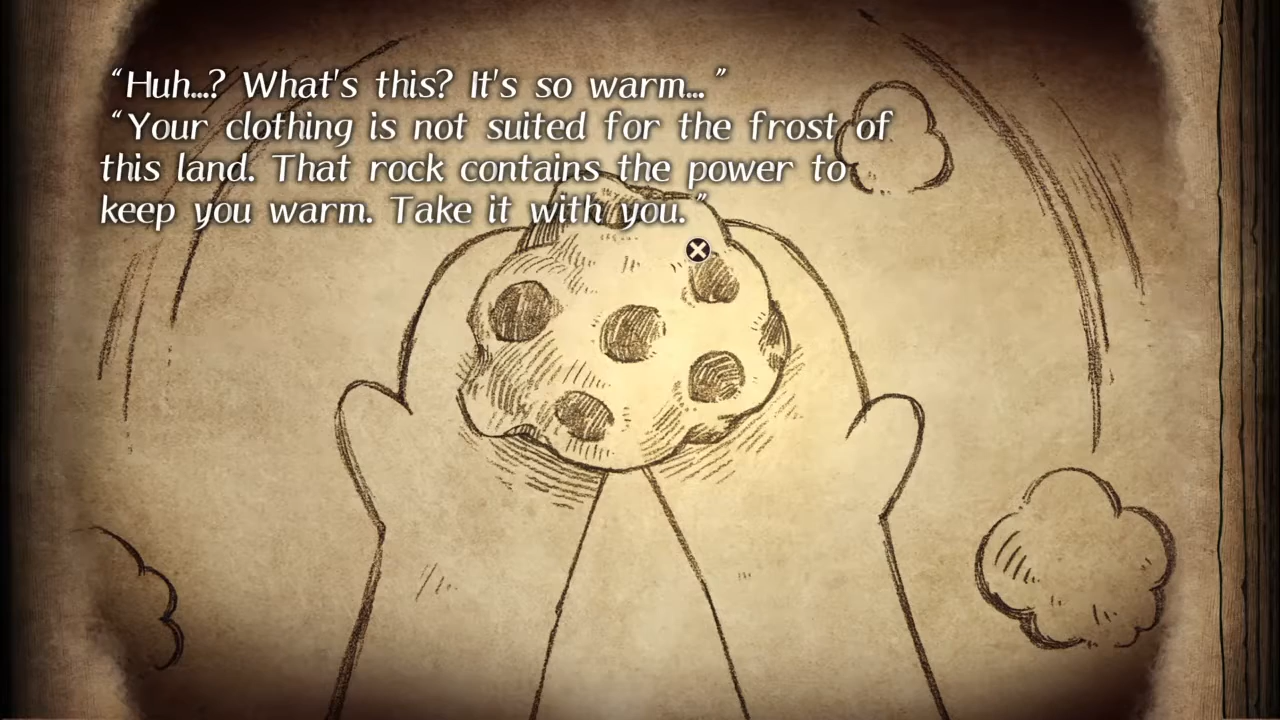 “Huh...? What's this? It's so warm...”
“Your clothing is not suited for the frost of
this land. That rock contains the power to
keep you warm. Take it with you.”